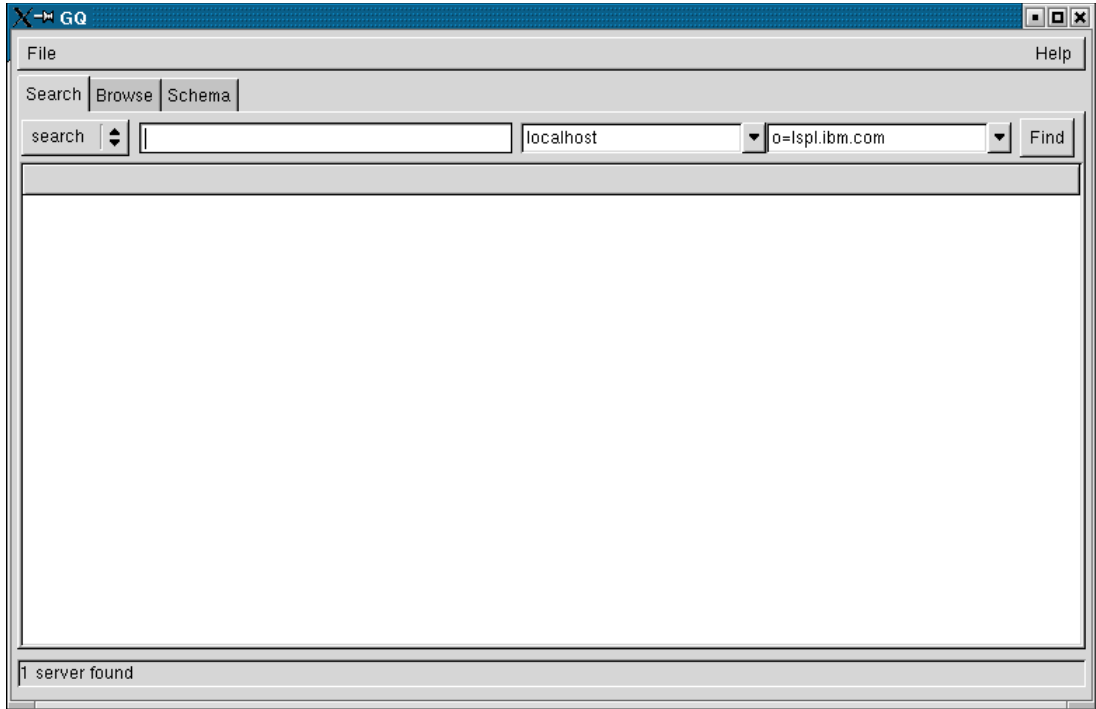 GQ
File Help
Search Browse Schema
search localhost o=lspl.ibm.com Find
1 server found